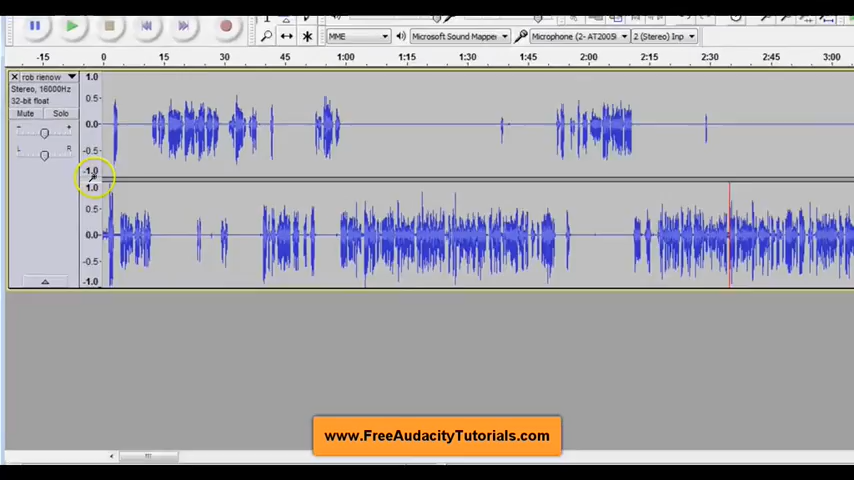 MME
Microsoft Sound Mapper
Microphone (2- AT2005I
2 (Stereo) Inp
-15 0 15 30 45 1:00 1:15 1:30 1:45 2:00 2:15 2:30 2:45 3:00
rob rienow
Stereo, 16000Hz
32-bit float
Mute Solo
- +
L R
1.0
0.5
0.0
-0.5
-1.0
1.0
0.5
0.0
-0.5
-1.0
www.FreeAudacityTutorials.com